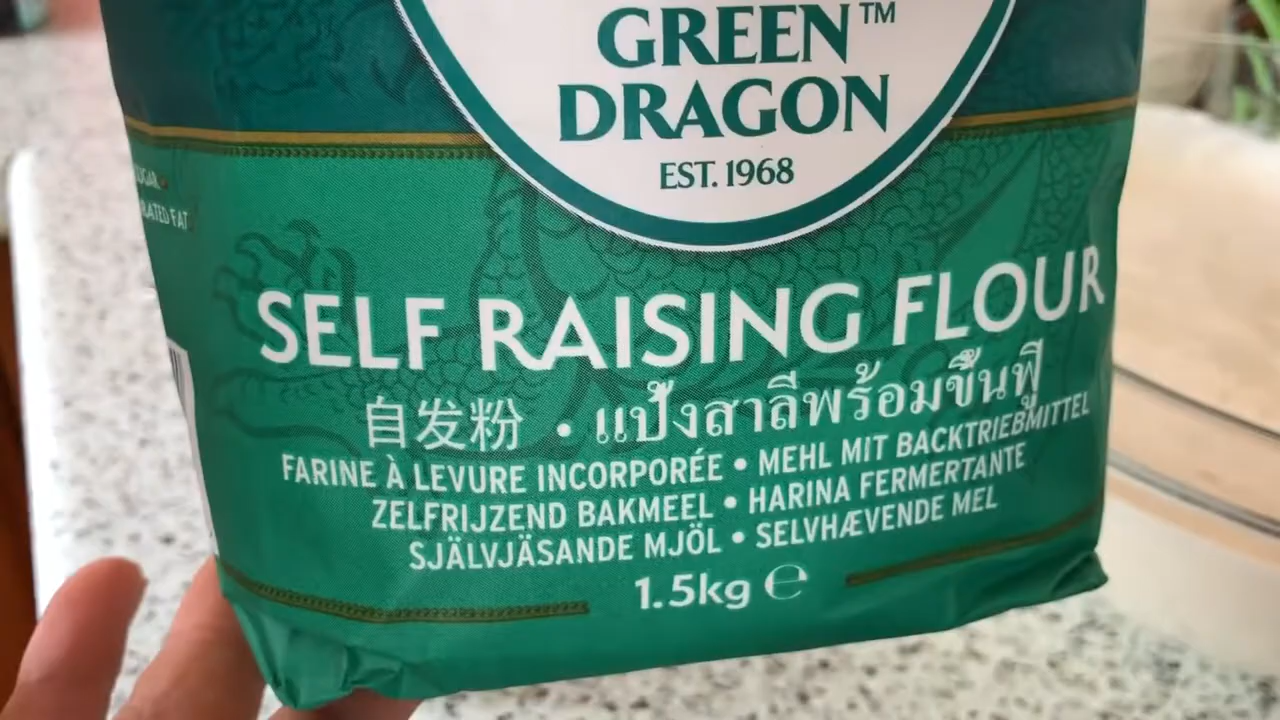 GREEN™
DRAGON
EST. 1968
SELF RAISING FLOUR
自发粉 • แป้งสาลีพร้อมขึ้นฟู
FARINE À LEVURE INCORPORÉE • MEHL MIT BACKTRIEBMITTEL
ZELFRIJZEND BAKMEEL • HARINA FERMERTANTE
SJÄLVJÄSANDE MJÖL • SELVHÆVENDE MEL
1.5kg ℮
FAT